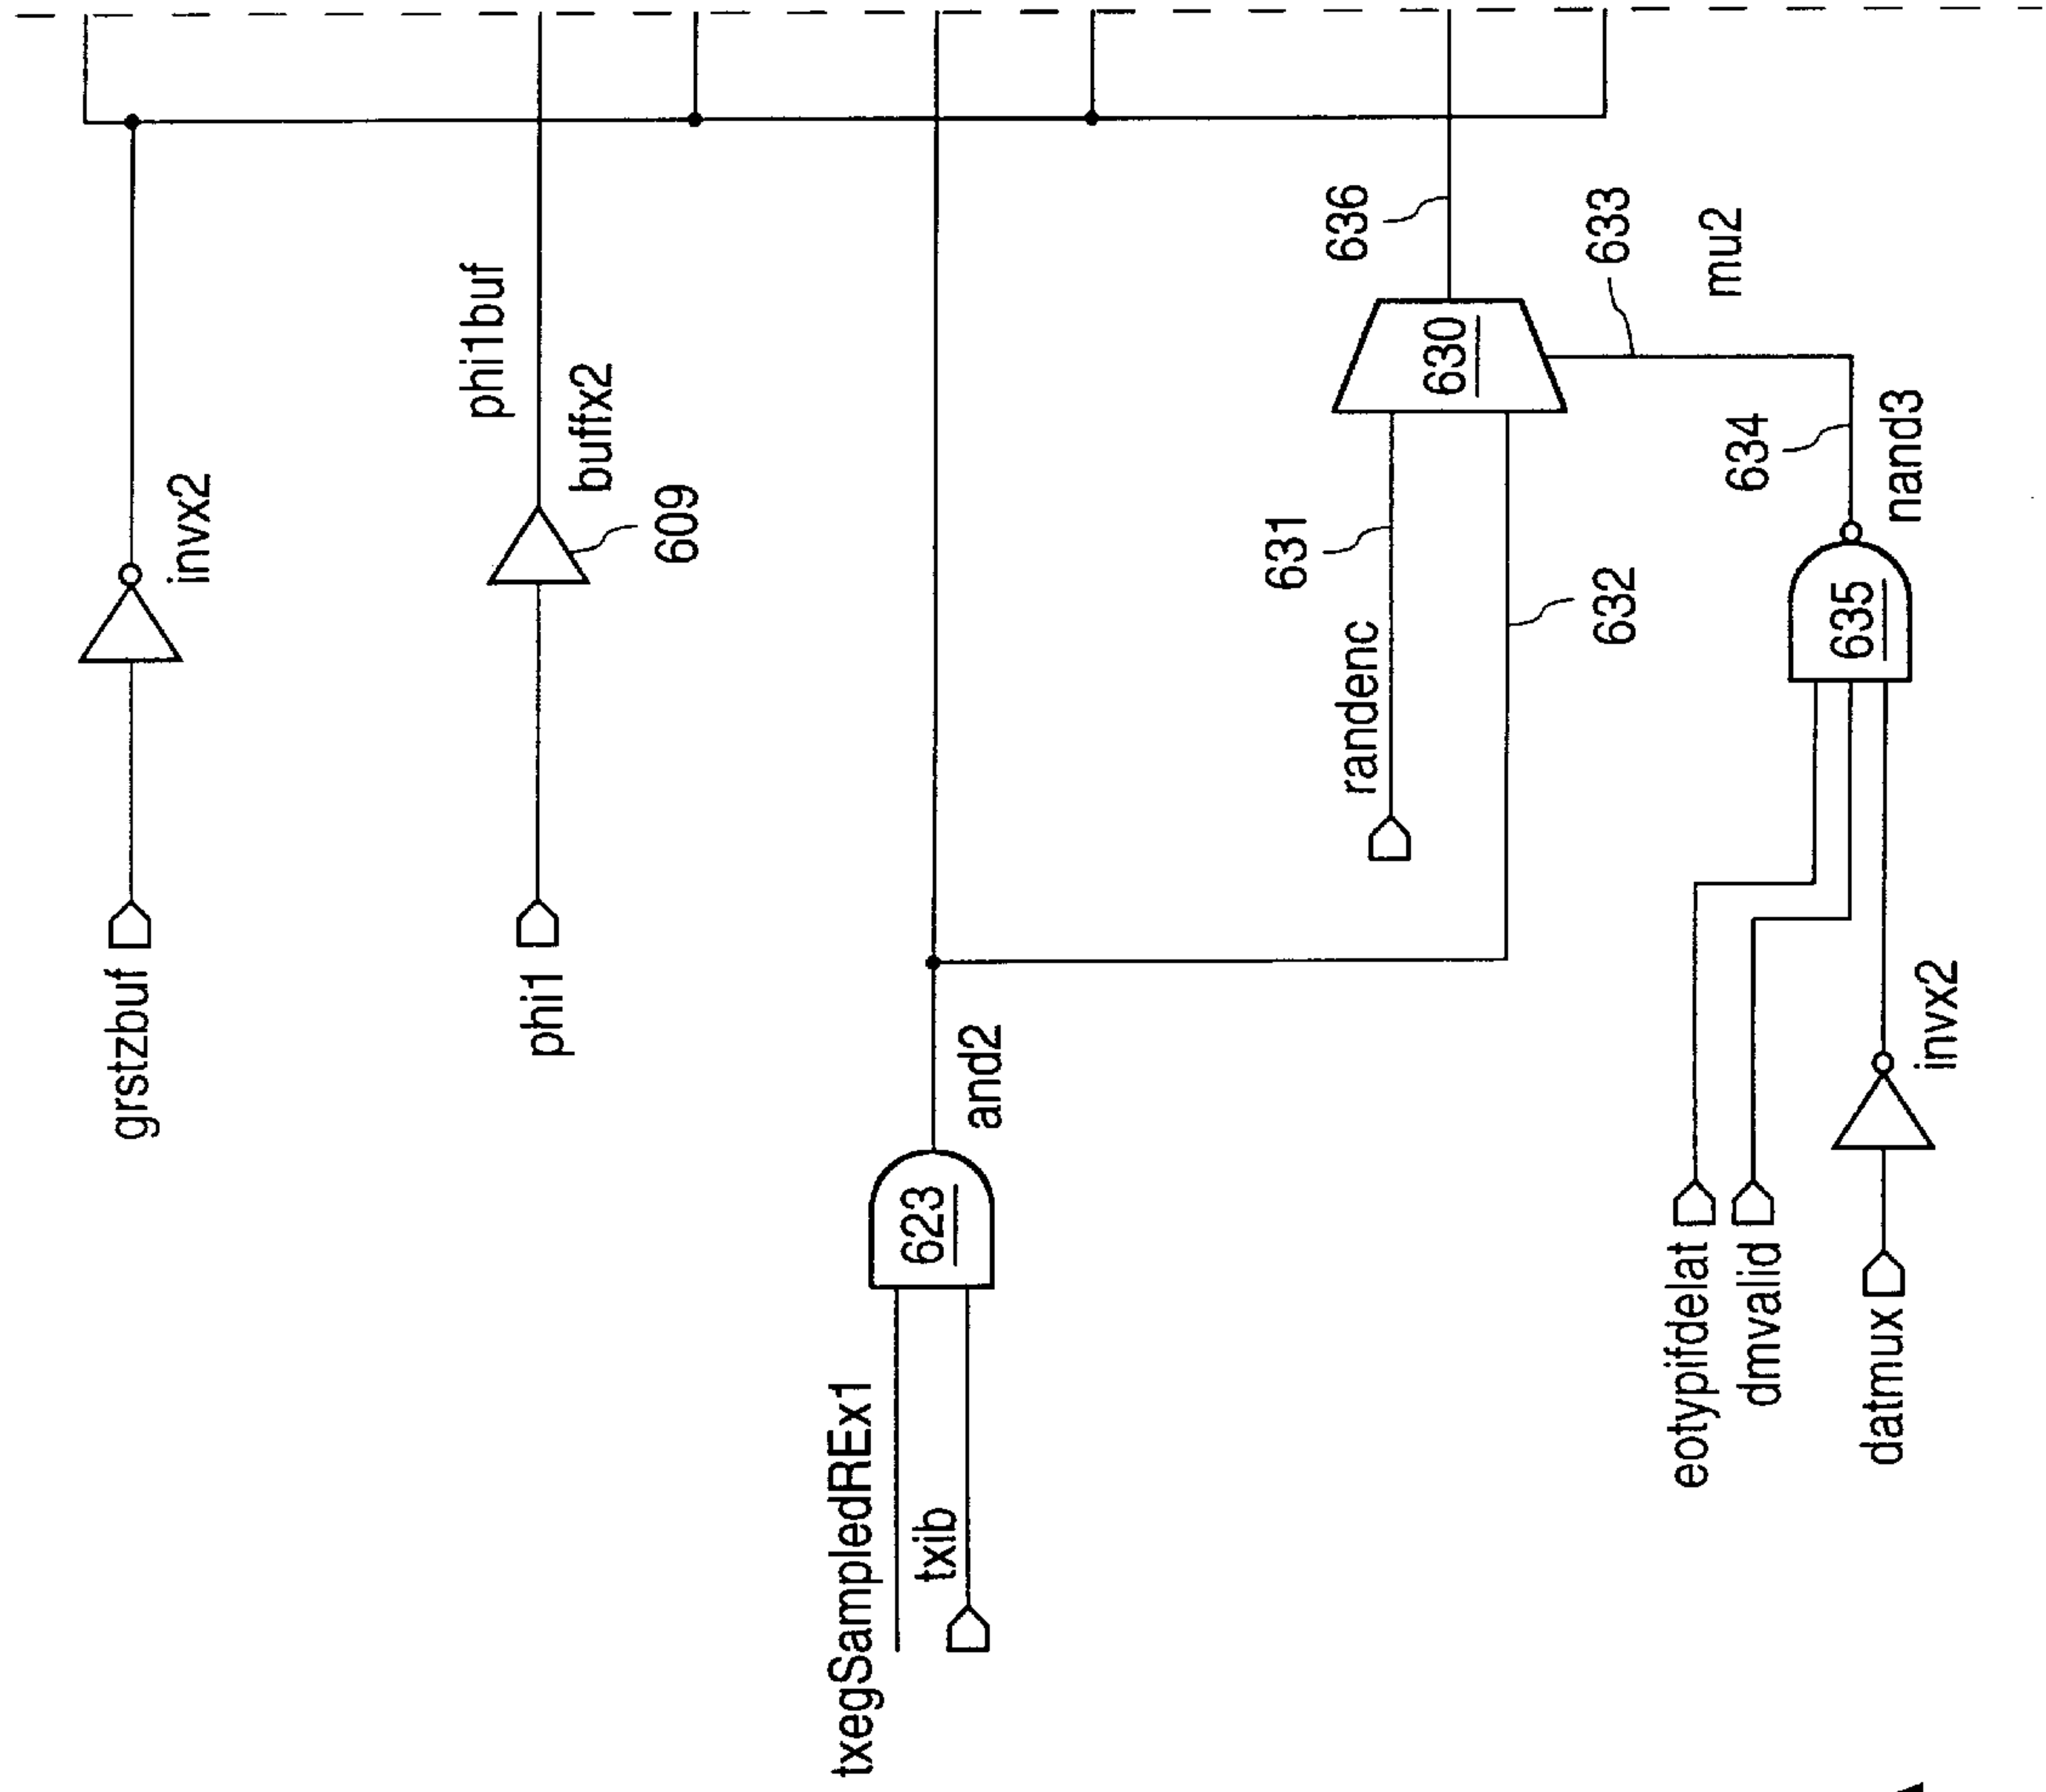 grstzbuf
invx2
phi1
609
buffx2
phi1buf
txegSampledREx1
txib
623
and2
randenc
631
632
630
636
633
mu2
eotypifdelat
dmvalid
datmux
invx2
635
nand3
634